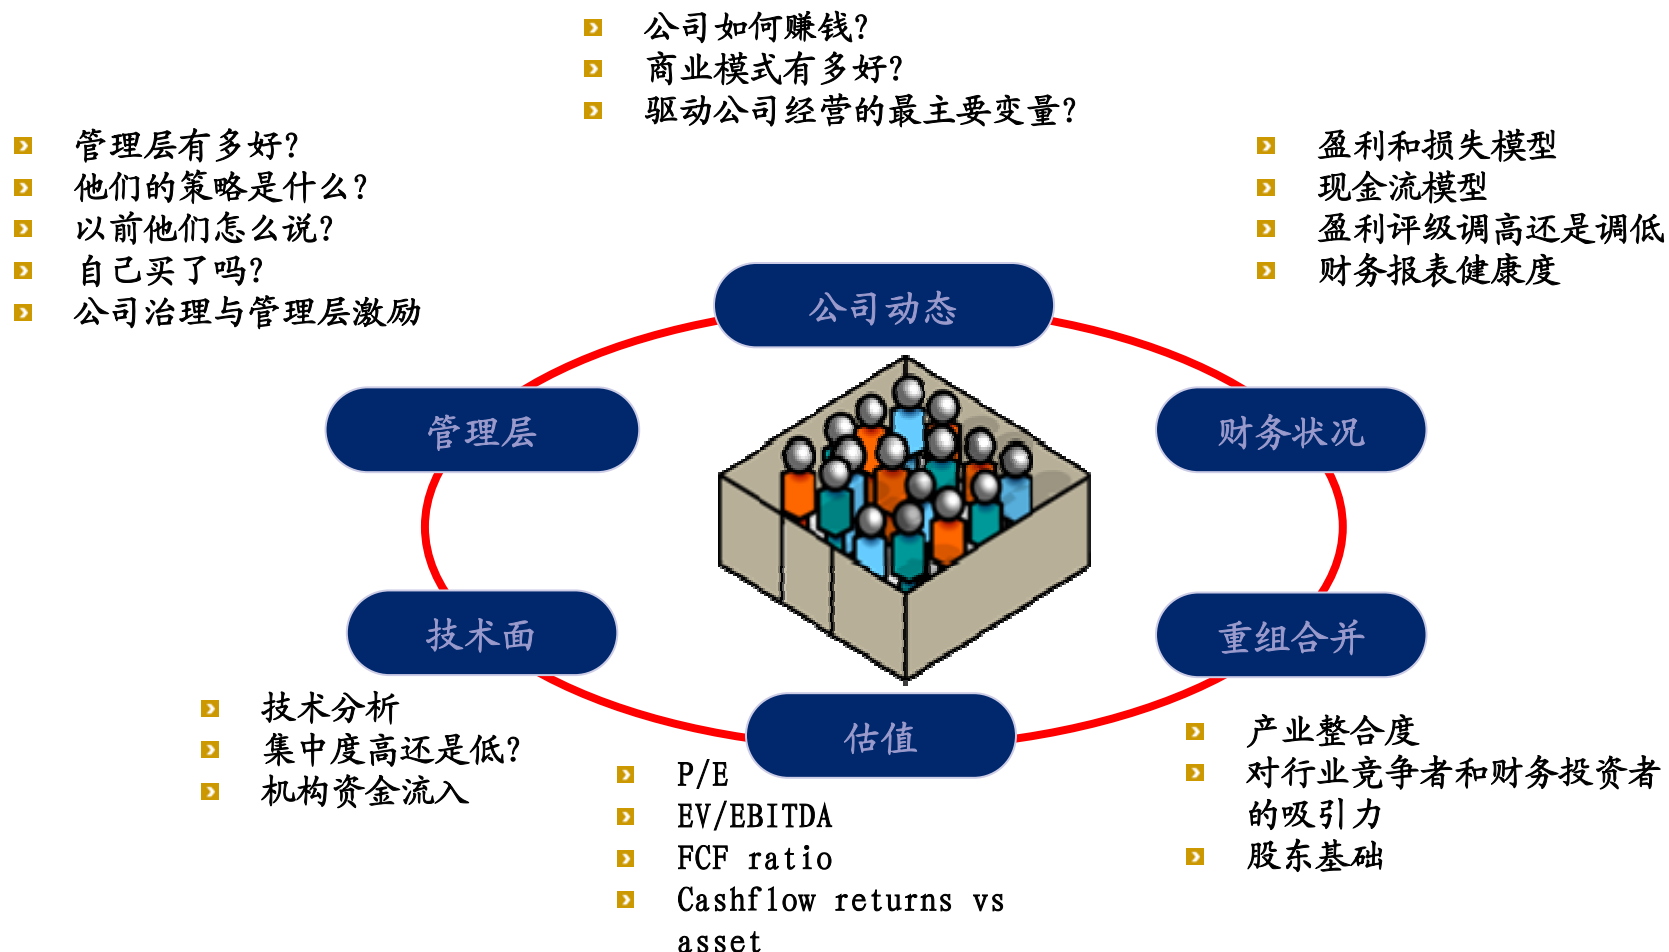 公司如何赚钱?
商业模式有多好?
驱动公司经营的最主要变量?
管理层有多好?
他们的策略是什么?
以前他们怎么说?
自己买了吗?
公司治理与管理层激励
盈利和损失模型
现金流模型
盈利评级调高还是调低
财务报表健康度
公司动态
管理层
财务状况
技术面
重组合并
估值
技术分析
集中度高还是低?
机构资金流入
P/E
EV/EBITDA
FCF ratio
Cashflow returns vs
asset
产业整合度
对行业竞争者和财务投资者
的吸引力
股东基础